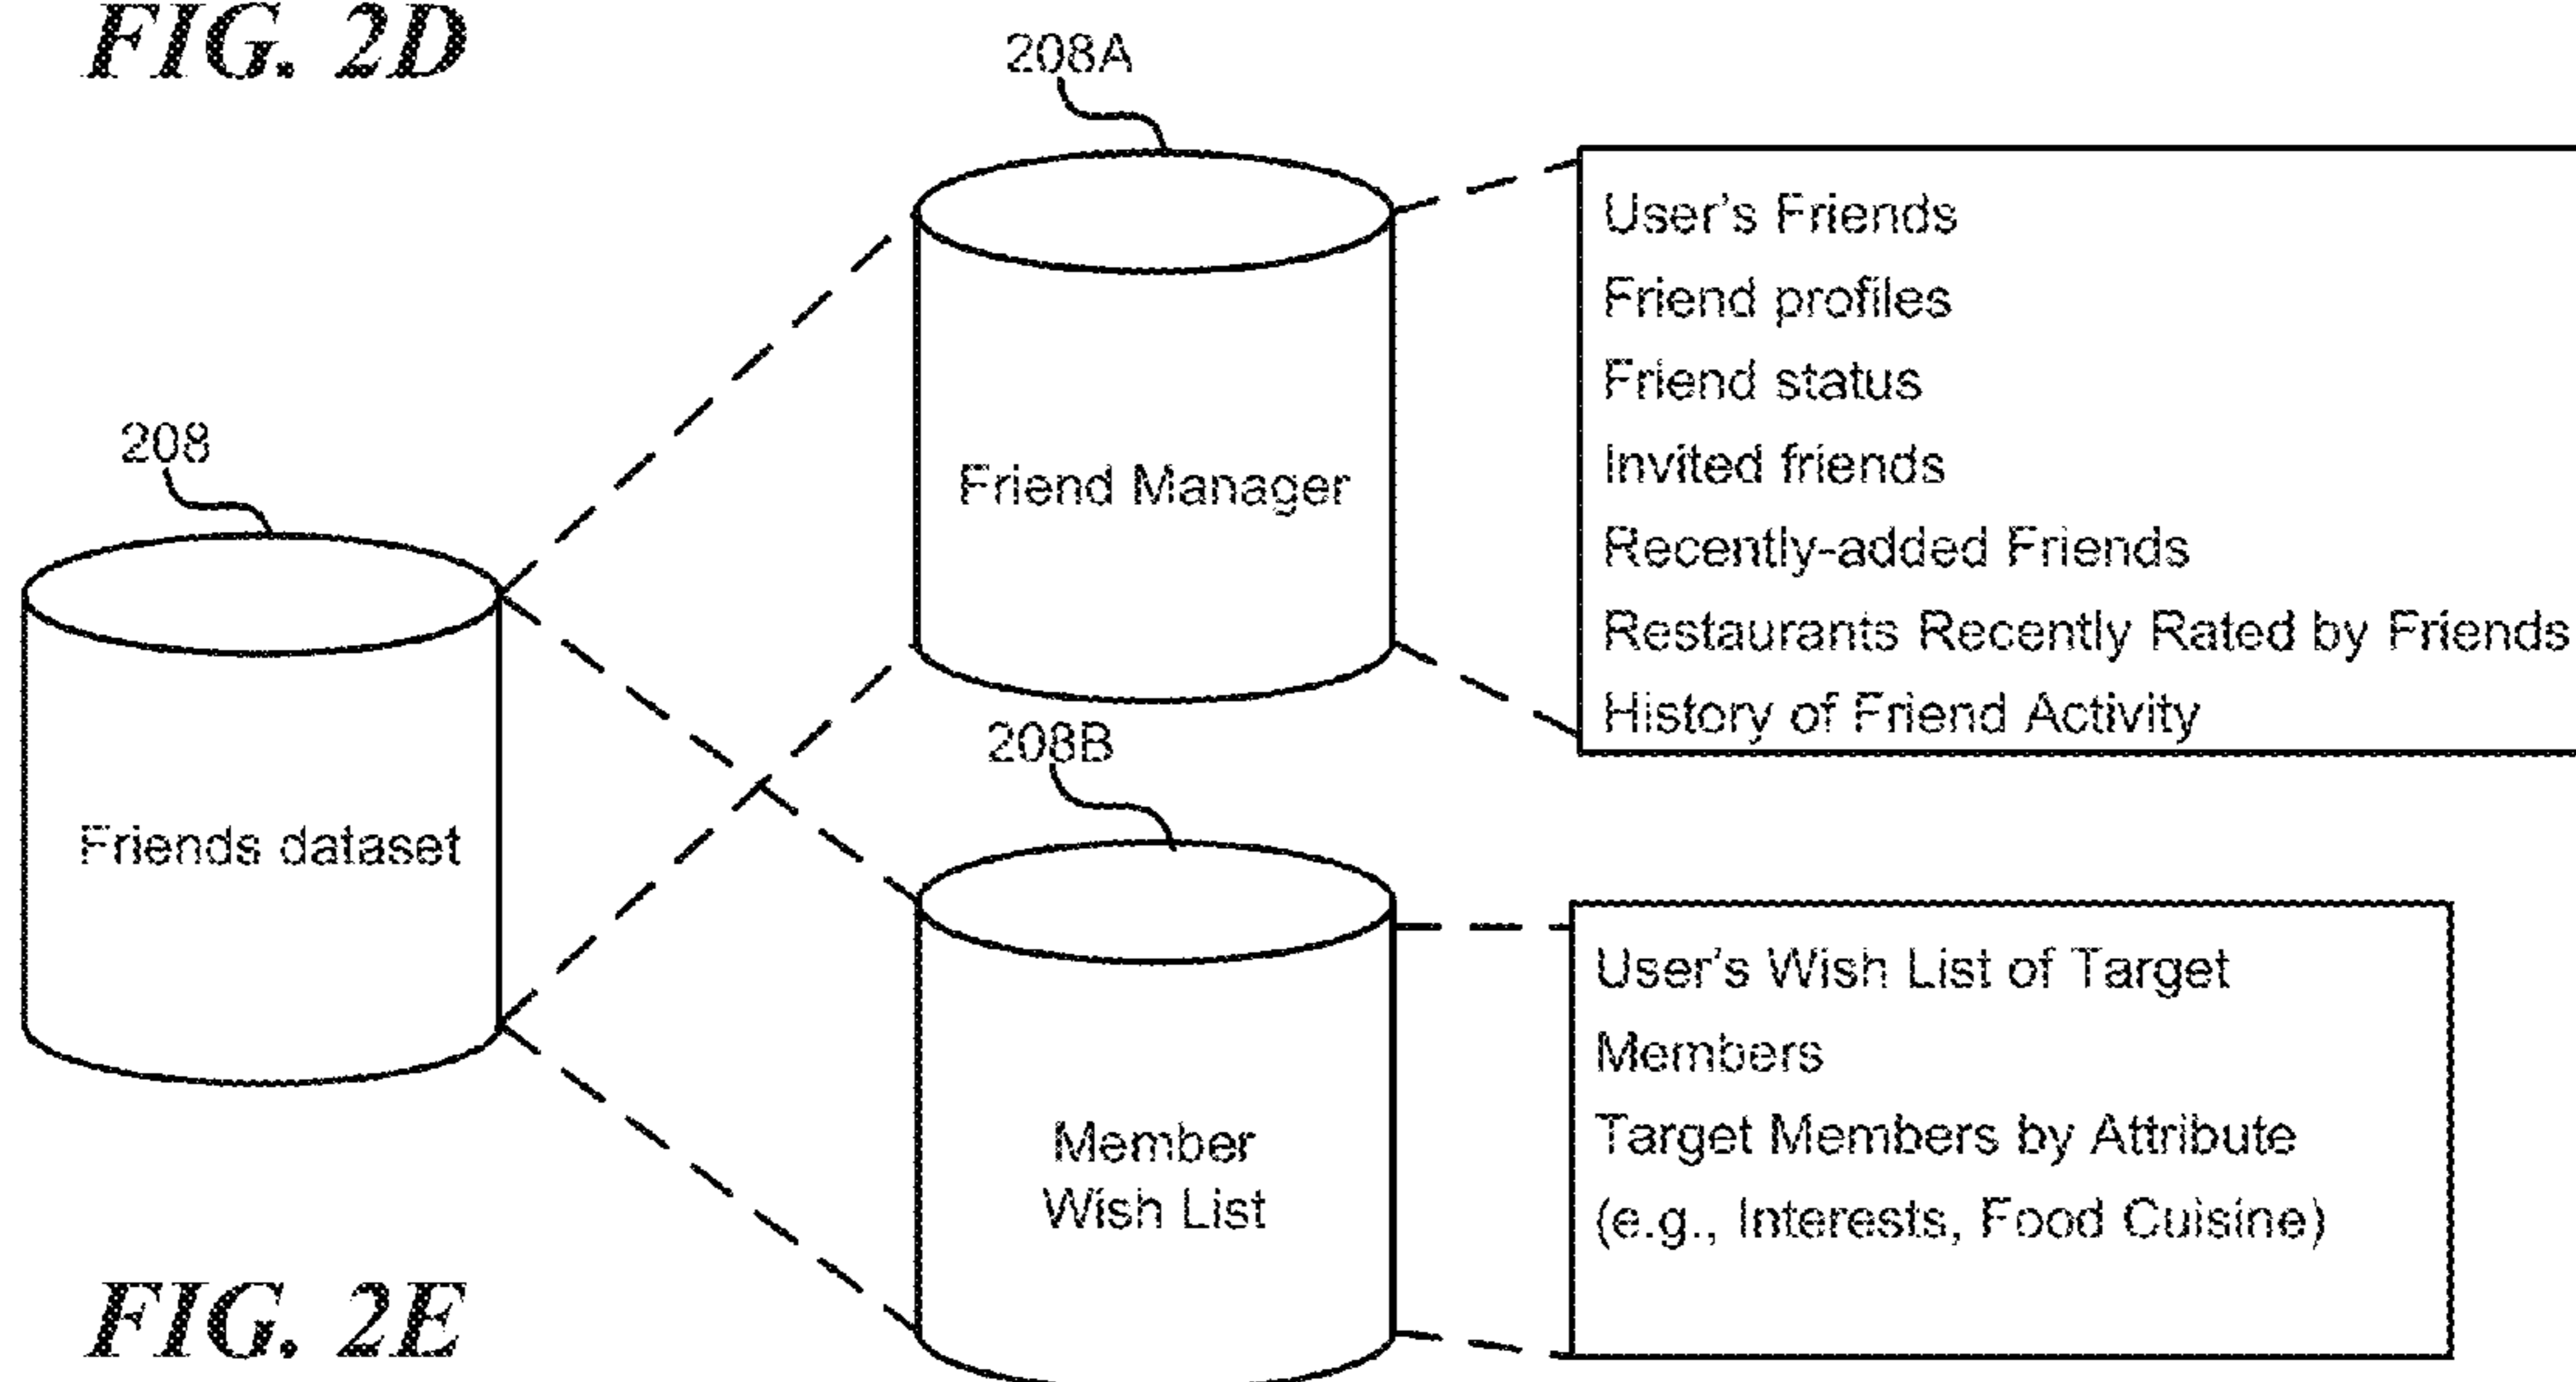 FIG. 2D
208A
User's Friends
Friend profiles
Friend status
Invited friends
Recently-added Friends
Restaurants Recently Rated by Friends
History of Friend Activity
Friend Manager
208
Friends dataset
208B
Member
Wish List
User's Wish List of Target
Members
Target Members by Attribute
(e.g., Interests, Food Cuisine)
FIG. 2E